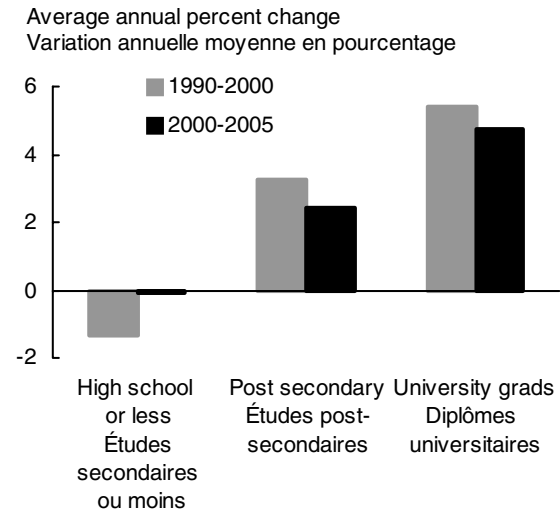 Average annual percent change
Variation annuelle moyenne en pourcentage
6
1990-2000
2000-2005
4
2
0
-2
High school
or less
Études
secondaires
ou moins
Post secondary
Études post-
secondaires
University grads
Diplômes
universitaires